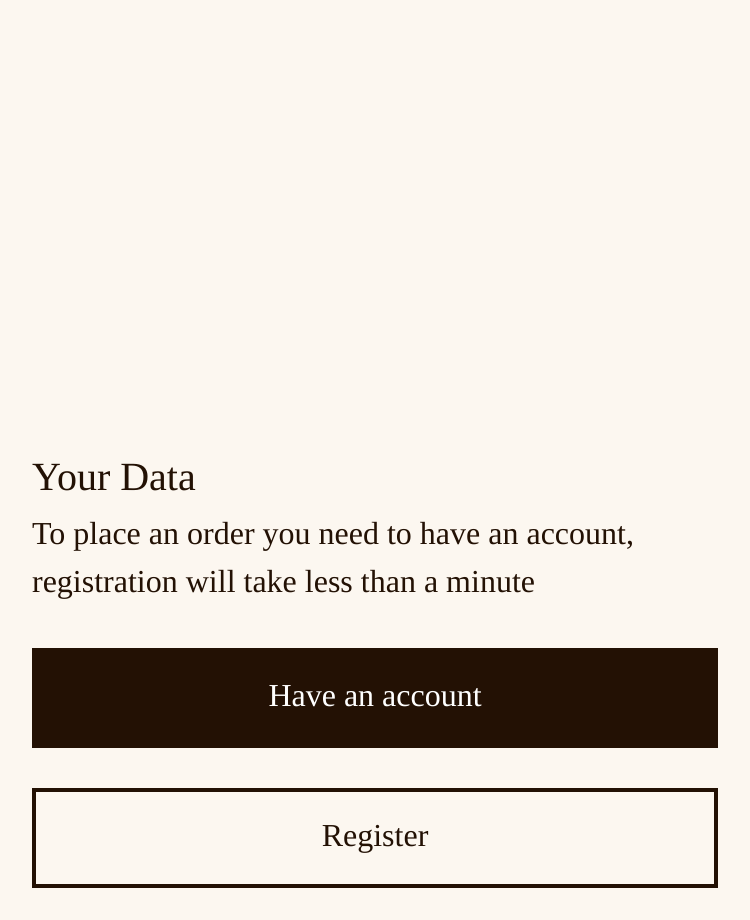 Your Data
To place an order you need to have an account,
registration will take less than a minute
Have an account
Register